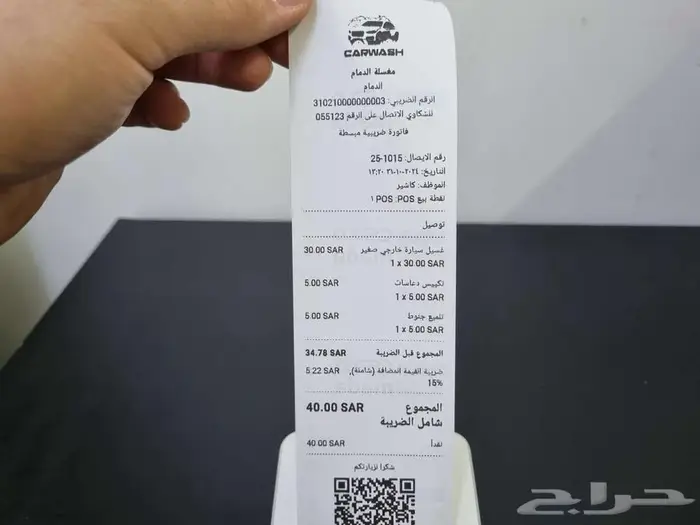 CARWASH
مغسلة الدمام
الدمام
الرقم الضريبي: 310210000000003
للشكاوي الاتصال على الرقم 055123
فاتورة ضريبية مبسطة
رقم الايصال: 1015-25
التاريخ: ٢٠٢٤-١٠-٣١ ١٣:٢٠
الموظف: كاشير
نقطة بيع POS: POS ١
توصيل
غسيل سيارة خارجي صغير 30.00 SAR
1 x 30.00 SAR
تكييس دعاسات 5.00 SAR
1 x 5.00 SAR
تلميع جنوط 5.00 SAR
1 x 5.00 SAR
المجموع قبل الضريبة 34.78 SAR
ضريبة القيمة المضافة (شاملة), 5.22 SAR
15%
المجموع 40.00 SAR
شامل الضريبة
نقداً 40.00 SAR
شكرا لزيارتكم
حراج